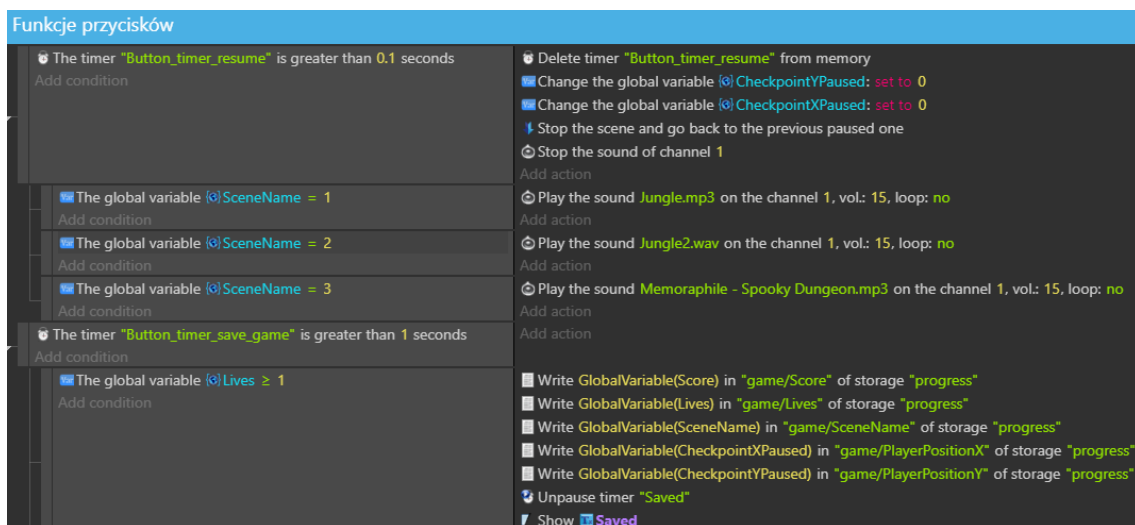 Funkcje przycisków
The timer "Button_timer_resume" is greater than 0.1 seconds
Add condition
Delete timer "Button_timer_resume" from memory
Change the global variable CheckpointYPaused: set to 0
Change the global variable CheckpointXPaused: set to 0
Stop the scene and go back to the previous paused one
Stop the sound of channel 1
Add action
The global variable SceneName = 1
Add condition
Play the sound Jungle.mp3 on the channel 1, vol.: 15, loop: no
Add action
The global variable SceneName = 2
Add condition
Play the sound Jungle2.wav on the channel 1, vol.: 15, loop: no
Add action
The global variable SceneName = 3
Add condition
Play the sound Memoraphile - Spooky Dungeon.mp3 on the channel 1, vol.: 15, loop: no
Add action
The timer "Button_timer_save_game" is greater than 1 seconds
Add condition
Add action
The global variable Lives ≥ 1
Add condition
Write GlobalVariable(Score) in "game/Score" of storage "progress"
Write GlobalVariable(Lives) in "game/Lives" of storage "progress"
Write GlobalVariable(SceneName) in "game/SceneName" of storage "progress"
Write GlobalVariable(CheckpointXPaused) in "game/PlayerPositionX" of storage "progress"
Write GlobalVariable(CheckpointYPaused) in "game/PlayerPositionY" of storage "progress"
Unpause timer "Saved"
Show Saved